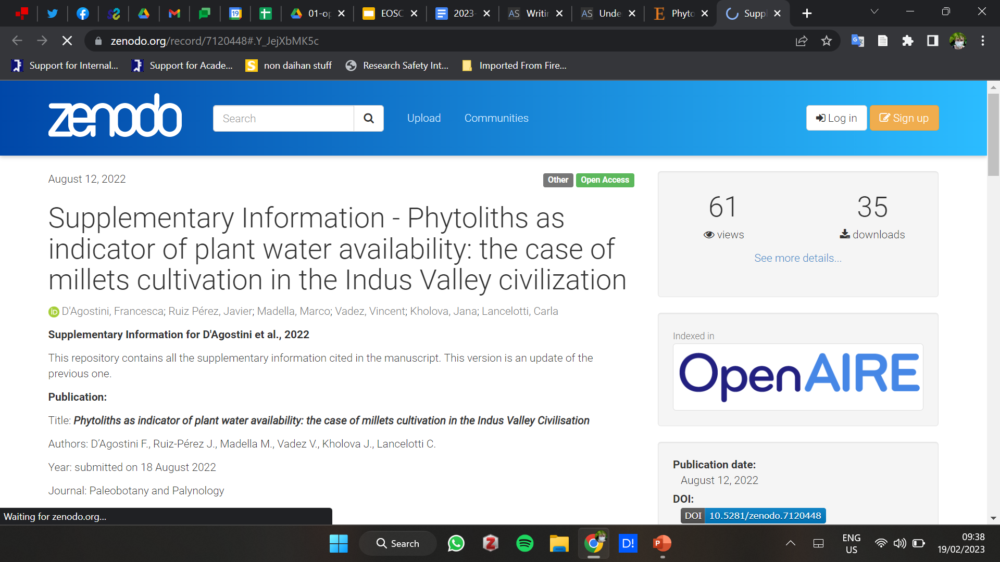 19
01-op
EOSC
2023-
AS
Writin
AS
Unde
E
Phyto
Suppl
zenodo.org/record/7120448#.Y_JejXbMK5c
Support for Internal...
Support for Acade...
S
non daihan stuff
Research Safety Int...
Imported From Fire...
zenodo
Search
Upload
Communities
Log in
Sign up
August 12, 2022
Other
Open Access
Supplementary Information - Phytoliths as
indicator of plant water availability: the case of
millets cultivation in the Indus Valley civilization
iD D'Agostini, Francesca; Ruiz Pérez, Javier; Madella, Marco; Vadez, Vincent; Kholova, Jana; Lancelotti, Carla
Supplementary Information for D'Agostini et al., 2022
This repository contains all the supplementary information cited in the manuscript. This version is an update of the
previous one.
Publication:
Title: Phytoliths as indicator of plant water availability: the case of millets cultivation in the Indus Valley Civilisation
Authors: D’Agostini F., Ruiz-Pérez J., Madella M., Vadez V., Kholova J., Lancelotti C.
Year: submitted on 18 August 2022
Journal: Paleobotany and Palynology
61
views
35
downloads
See more details...
Indexed in
OpenAIRE
Publication date:
August 12, 2022
DOI:
DOI 10.5281/zenodo.7120448
Waiting for zenodo.org...
Search
Z
D!
P
ENG
US
09:38
19/02/2023